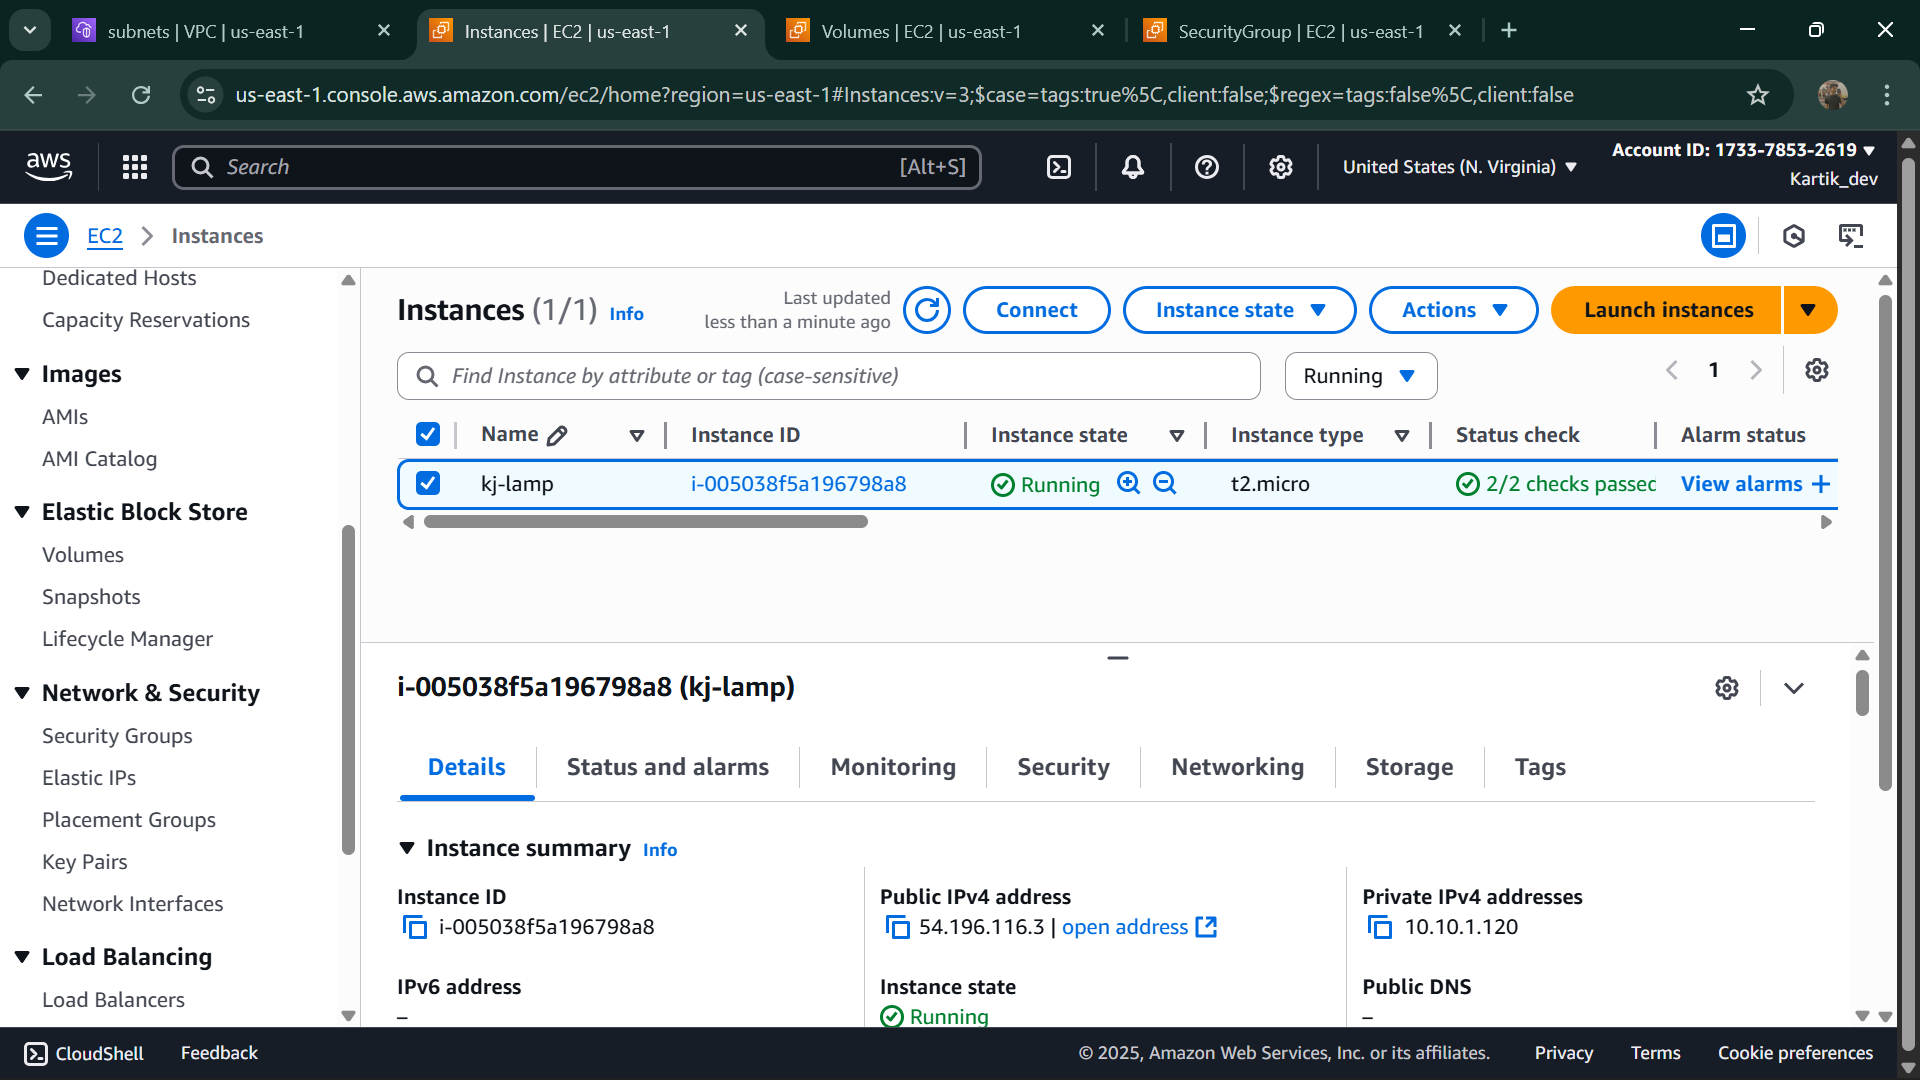 subnets | VPC | us-east-1
Instances | EC2 | us-east-1
Volumes | EC2 | us-east-1
SecurityGroup | EC2 | us-east-1
us-east-1.console.aws.amazon.com/ec2/home?region=us-east-1#Instances:v=3;$case=tags:true%5C,client:false;$regex=tags:false%5C,client:false
aws
Search
[Alt+S]
United States (N. Virginia)
Account ID: 1733-7853-2619
Kartik_dev
EC2
Instances
Dedicated Hosts
Capacity Reservations
Images
AMIs
AMI Catalog
Elastic Block Store
Volumes
Snapshots
Lifecycle Manager
Network & Security
Security Groups
Elastic IPs
Placement Groups
Key Pairs
Network Interfaces
Load Balancing
Load Balancers
Instances (1/1) Info
Last updated
less than a minute ago
Connect
Instance state
Actions
Launch instances
Find Instance by attribute or tag (case-sensitive)
Running
1
Name
Instance ID
Instance state
Instance type
Status check
Alarm status
kj-lamp
i-005038f5a196798a8
Running
t2.micro
2/2 checks passec
View alarms +
i-005038f5a196798a8 (kj-lamp)
Details
Status and alarms
Monitoring
Security
Networking
Storage
Tags
Instance summary Info
Instance ID
i-005038f5a196798a8
Public IPv4 address
54.196.116.3 | open address
Private IPv4 addresses
10.10.1.120
IPv6 address
–
Instance state
Running
Public DNS
–
CloudShell
Feedback
© 2025, Amazon Web Services, Inc. or its affiliates.
Privacy
Terms
Cookie preferences